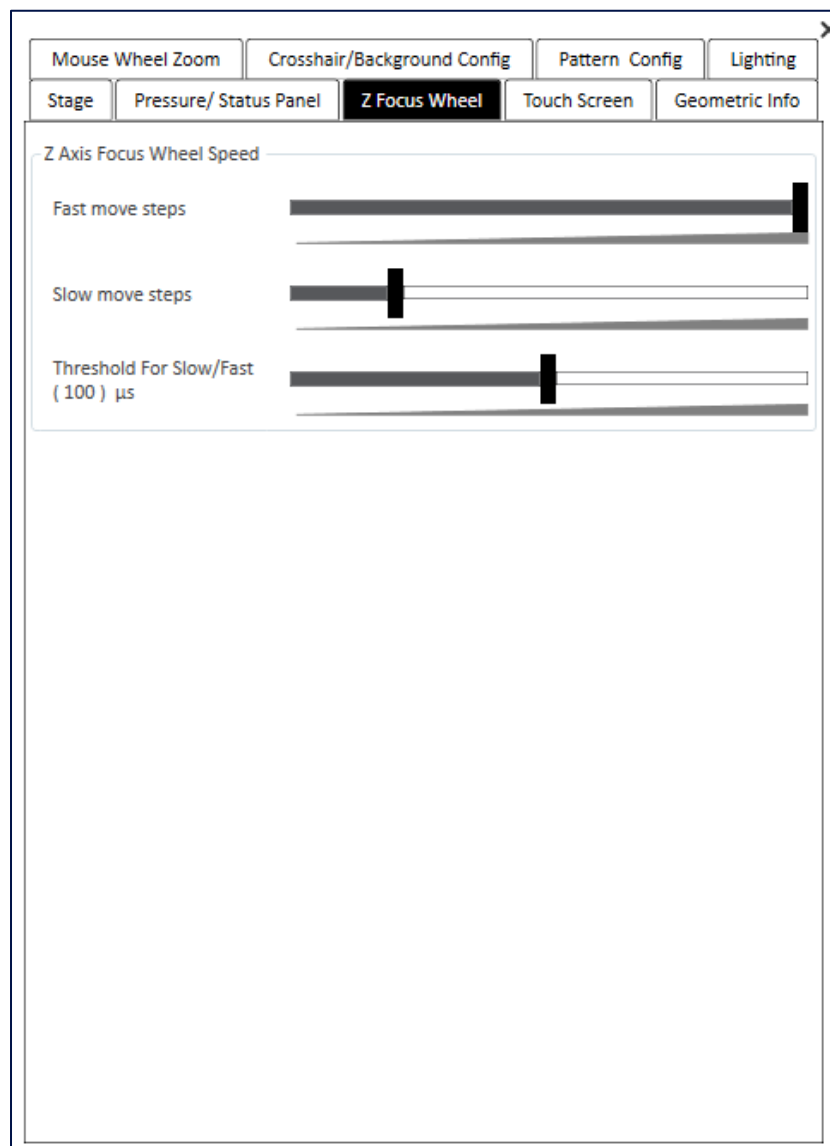 Mouse Wheel Zoom
Crosshair/Background Config
Pattern  Config
Lighting
Stage
Pressure/ Status Panel
Z Focus Wheel
Touch Screen
Geometric Info
Z Axis Focus Wheel Speed
Fast move steps
Slow move steps
Threshold For Slow/Fast
( 100 )  µs